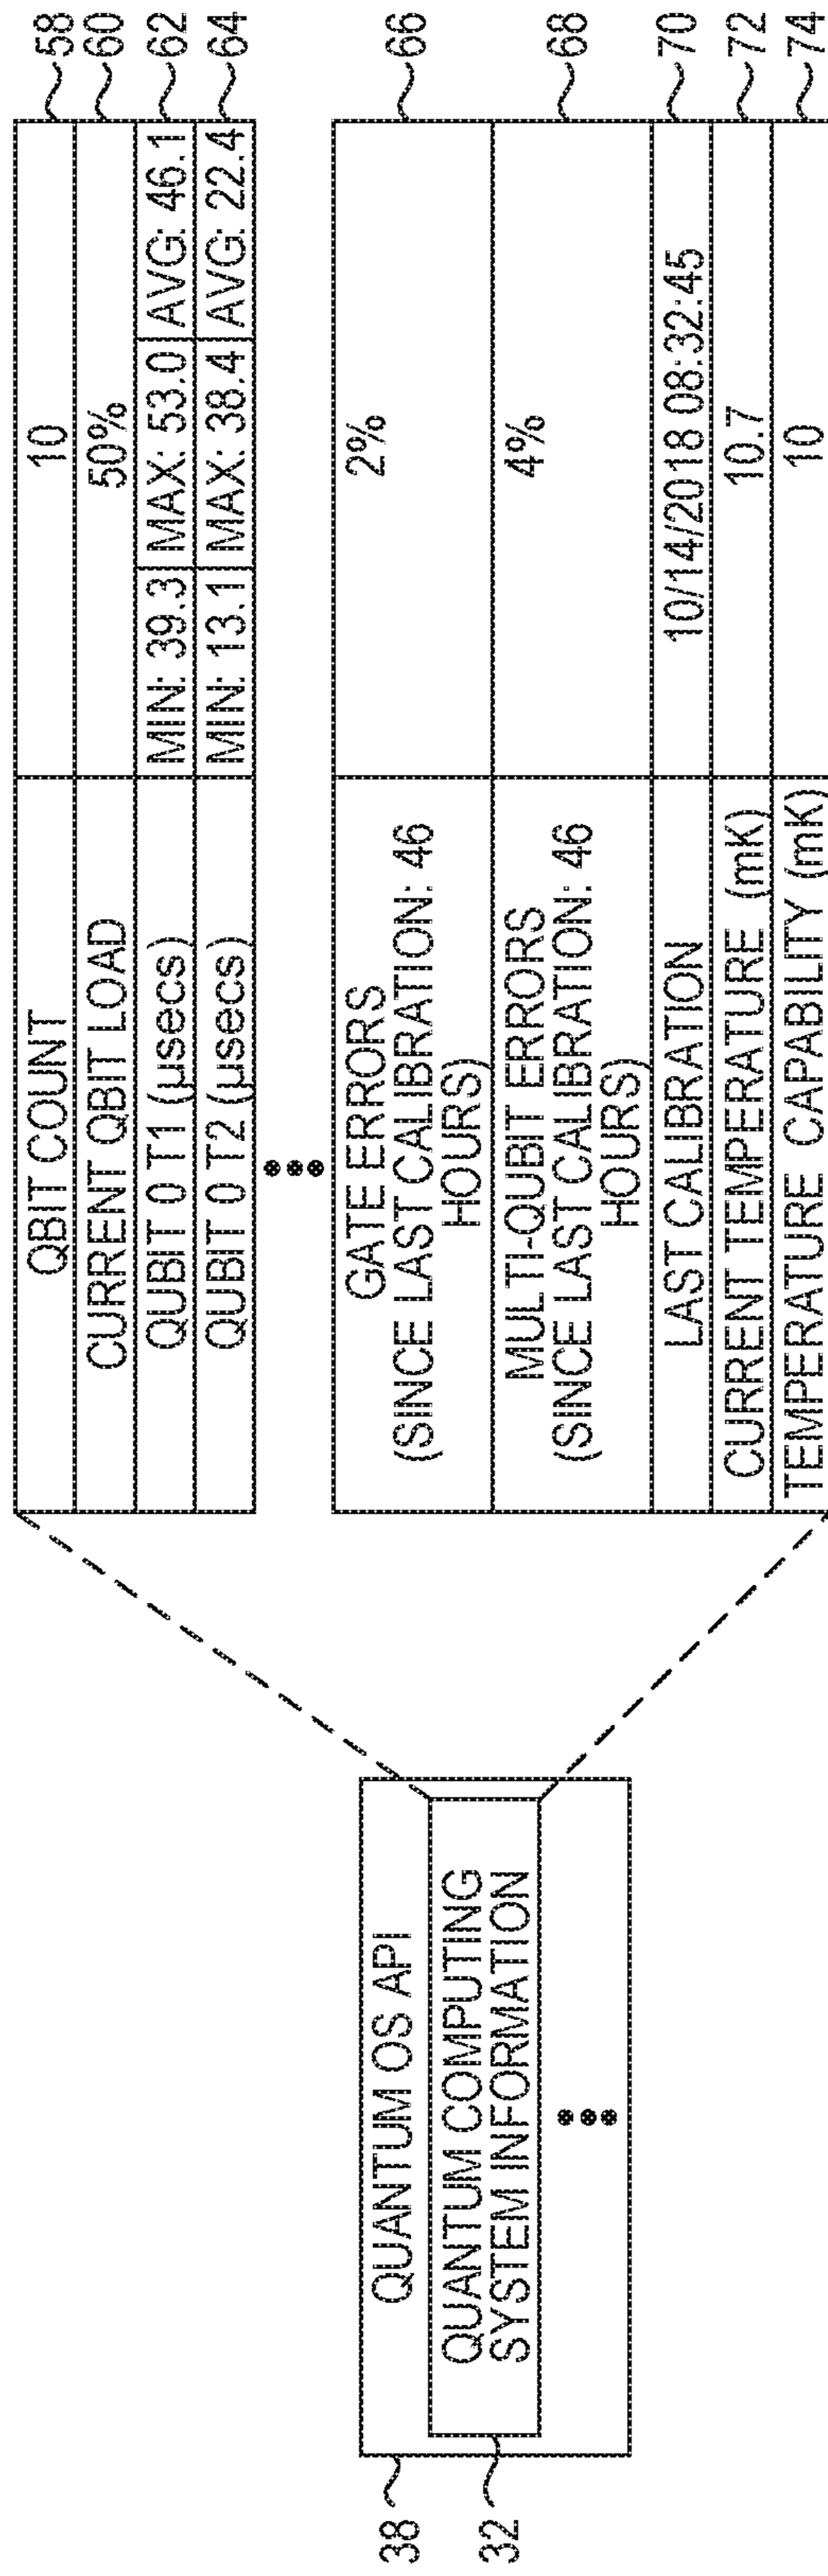 38
QUANTUM OS API
32
QUANTUM COMPUTING
SYSTEM INFORMATION
QBIT COUNT 10 58
CURRENT QBIT LOAD 50% 60
QUBIT 0 T1 (µsecs) MIN: 39.3 MAX: 53.0 AVG: 46.1 62
QUBIT 0 T2 (µsecs) MIN: 13.1 MAX: 38.4 AVG: 22.4 64
GATE ERRORS 2% 66
(SINCE LAST CALIBRATION: 46
HOURS)
MULTI-QUBIT ERRORS 4% 68
(SINCE LAST CALIBRATION: 46
HOURS)
LAST CALIBRATION 10/14/2018 08:32:45 70
CURRENT TEMPERATURE (mK) 10.7 72
TEMPERATURE CAPABILITY (mK) 10 74